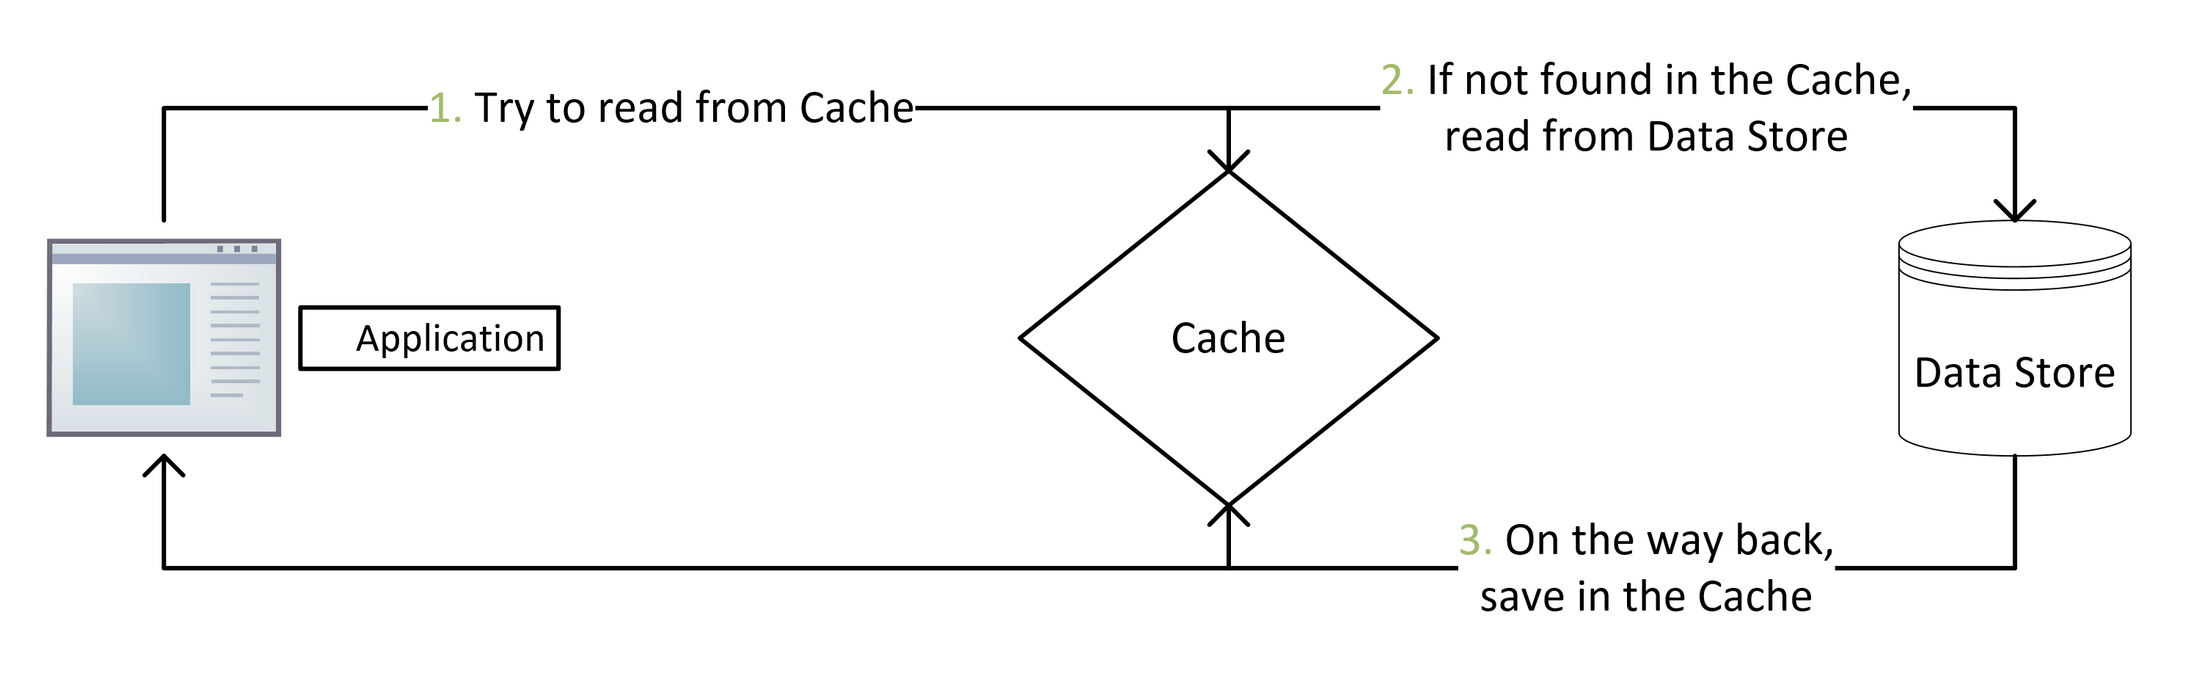 1. Try to read from Cache
2. If not found in the Cache,
read from Data Store
Application
Cache
Data Store
3. On the way back,
save in the Cache